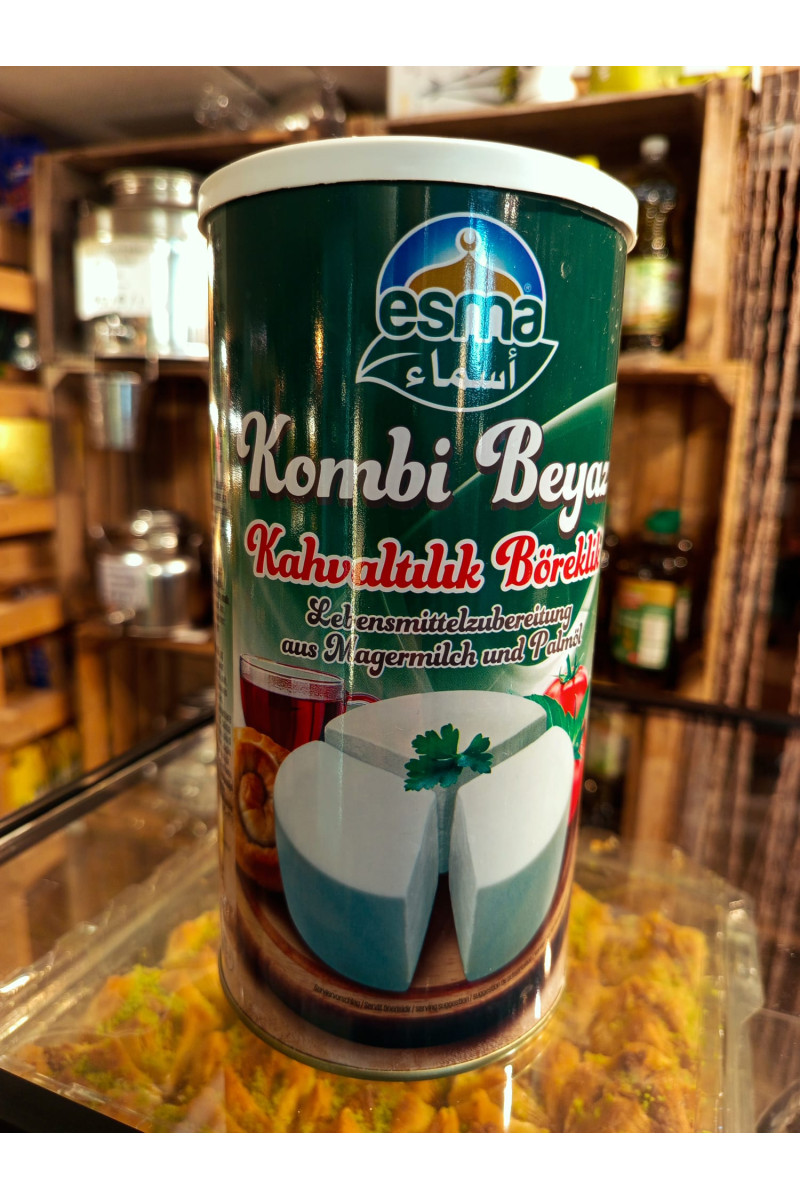 esma
أسماء
Kombi Beyaz
Kahvaltılık Böreklik
Lebensmittelzubereitung
aus Magermilch und Palmöl